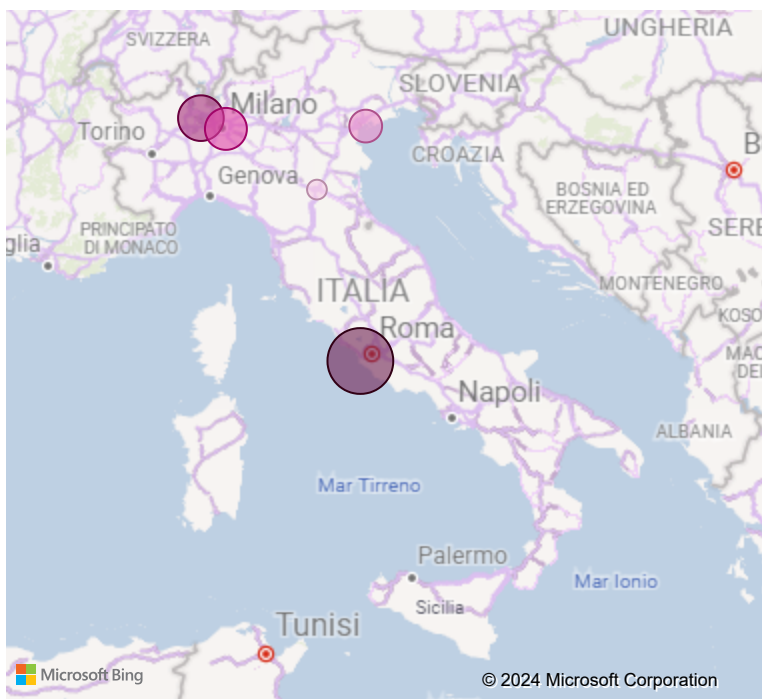 UNGHERIA
SVIZZERA
SLOVENIA
Milano
Torino
CROAZIA
B
Genova
BOSNIA ED
ERZEGOVINA
PRINCIPATO
DI MONACO
glia
SERE
MONTENEGRO
ITALIA
KOSO
Roma
MAC
DEL
Napoli
ALBANIA
Mar Tirreno
Palermo
Mar Ionio
Sicilia
Tunisi
Microsoft Bing
© 2024 Microsoft Corporation